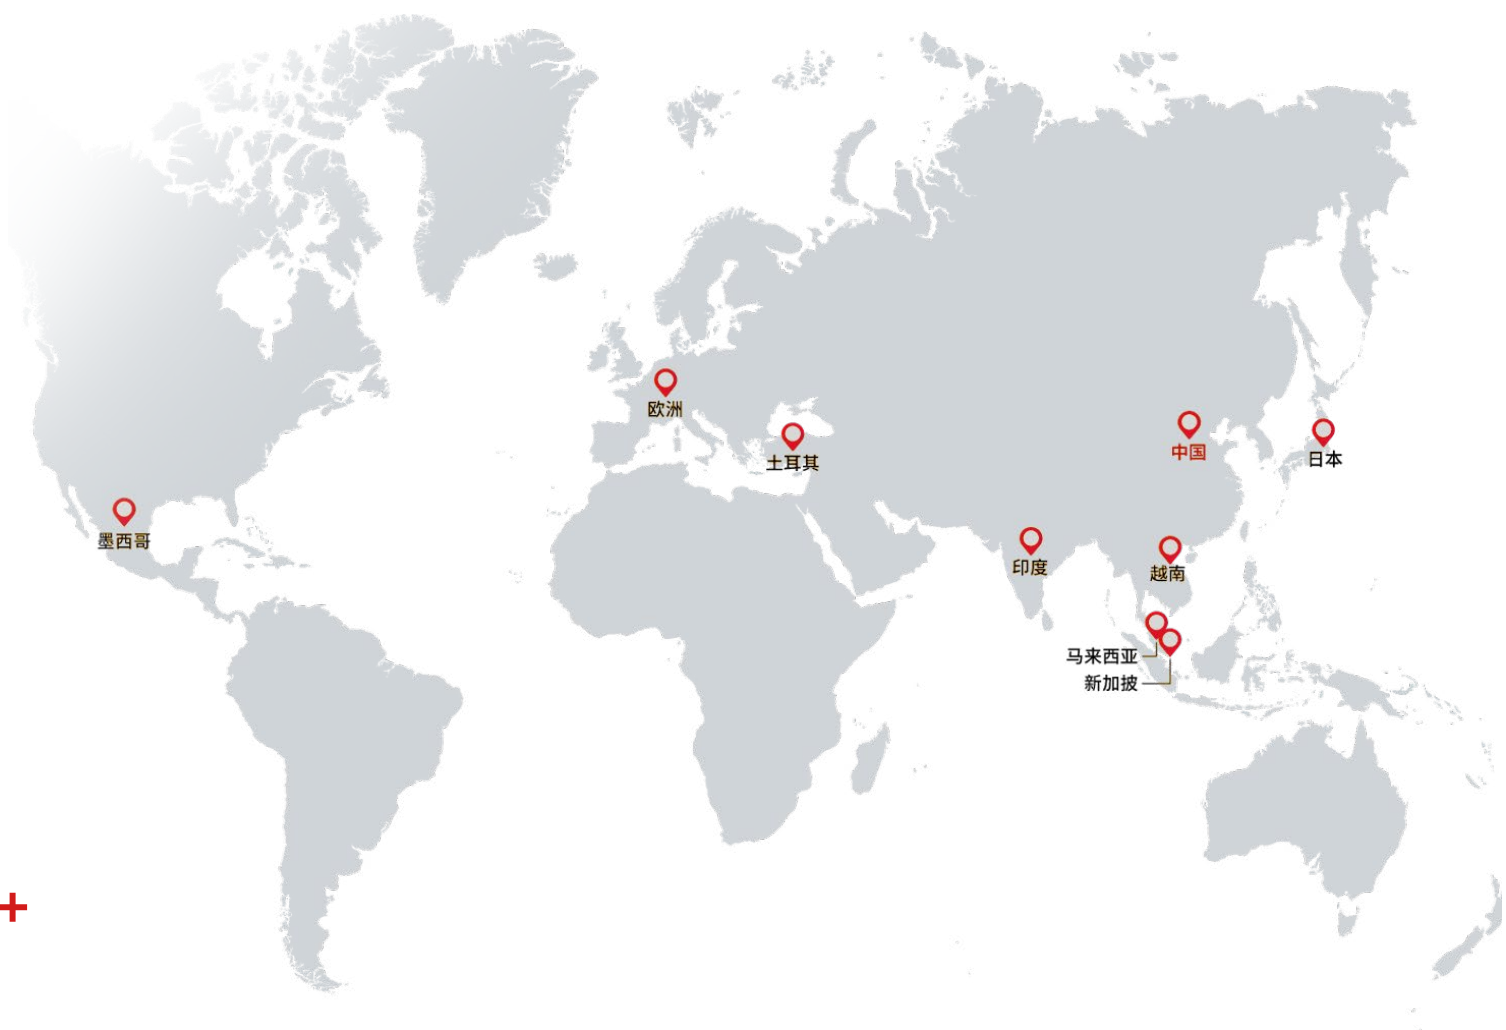 欧洲
中国
日本
土耳其
墨西哥
印度
越南
马来西亚
新加披
+